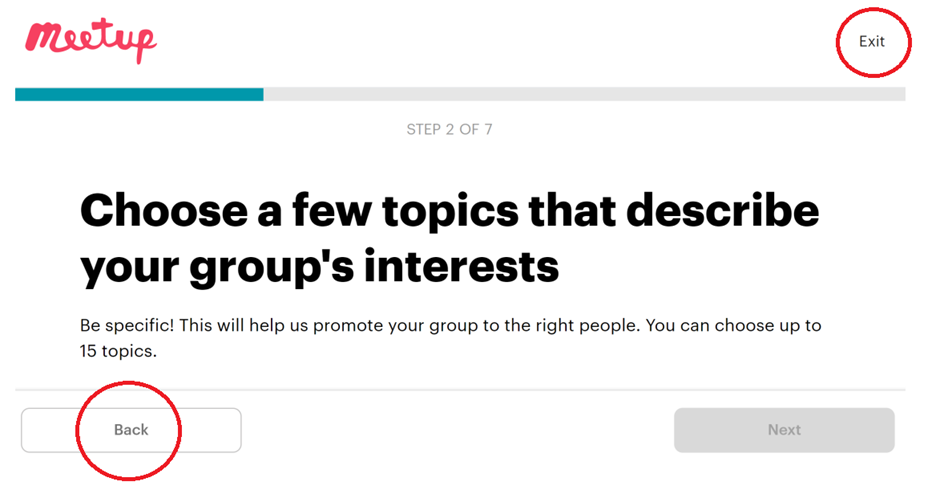 meetup
Exit
STEP 2 OF 7
Choose a few topics that describe
your group's interests
Be specific! This will help us promote your group to the right people. You can choose up to
15 topics.
Back
Next